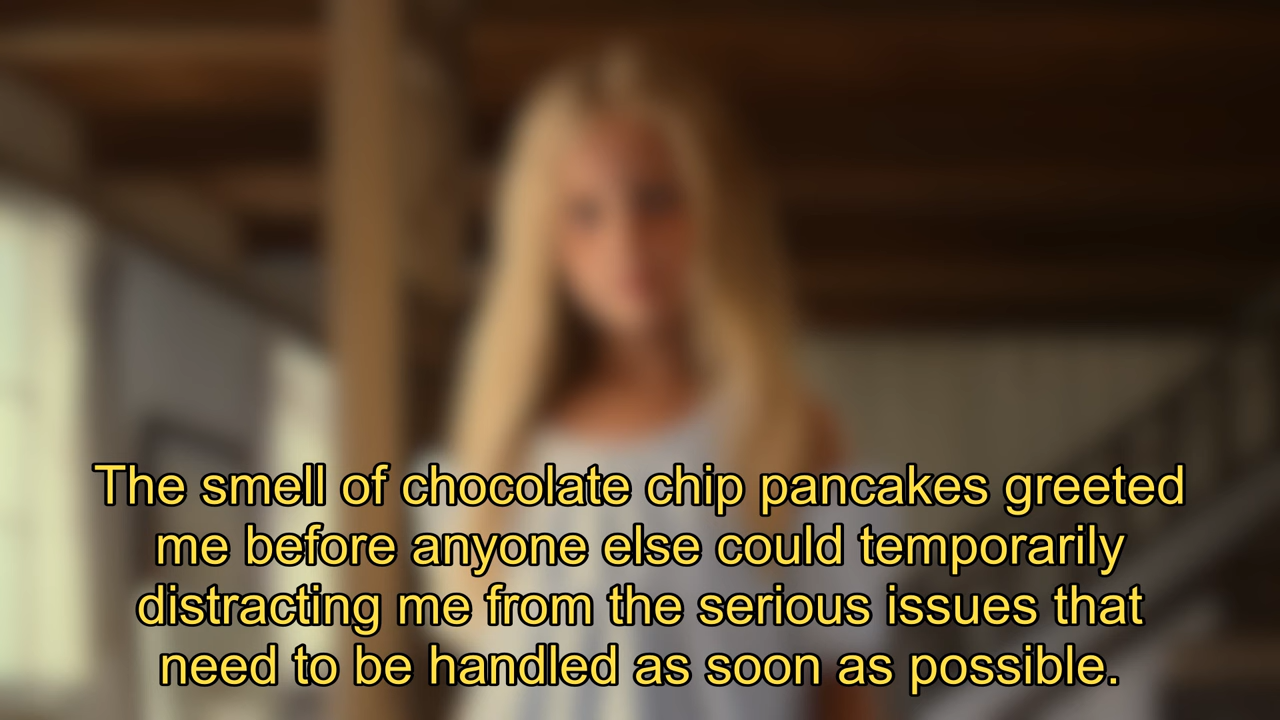 The smell of chocolate chip pancakes greeted
me before anyone else could temporarily
distracting me from the serious issues that
need to be handled as soon as possible.